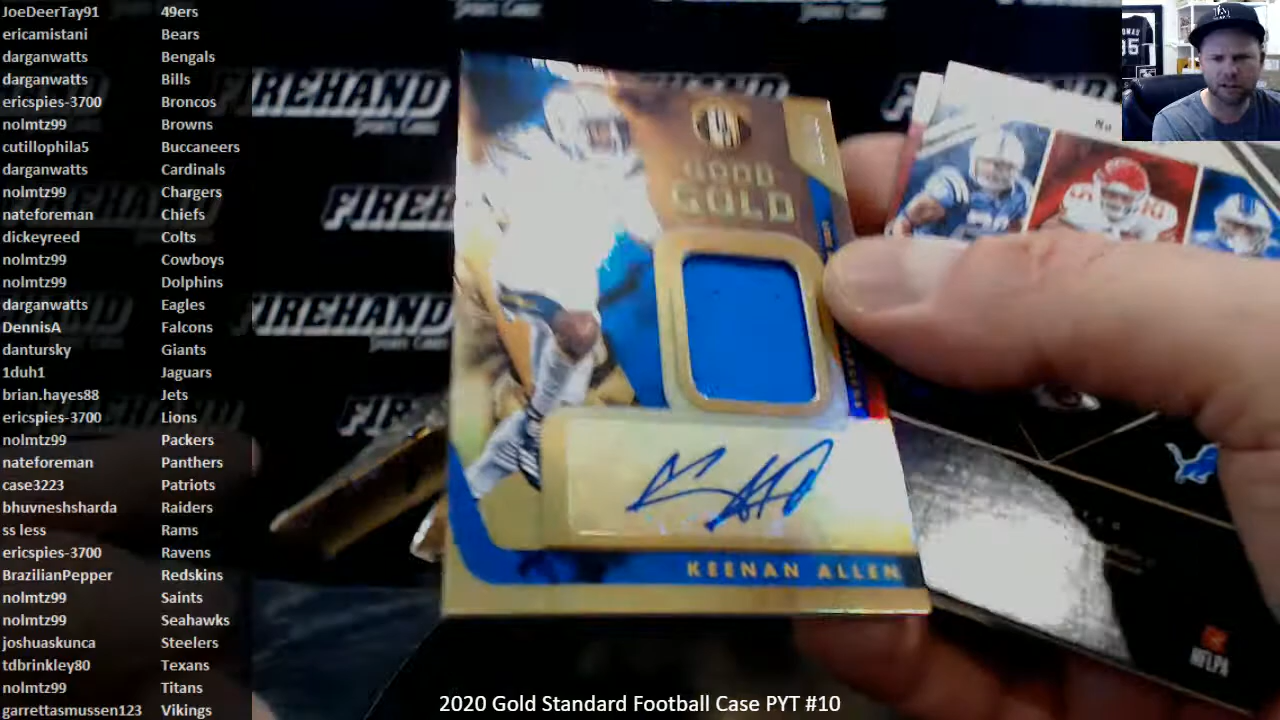 JoeDeerTay91 49ers
ericamistani Bears
darganwatts Bengals
darganwatts Bills
ericspies-3700 Broncos
nolmtz99 Browns
cutillophila5 Buccaneers
darganwatts Cardinals
nolmtz99 Chargers
nateforeman Chiefs
dickeyreed Colts
nolmtz99 Cowboys
nolmtz99 Dolphins
darganwatts Eagles
DennisA Falcons
dantursky Giants
1duh1 Jaguars
brian.hayes88 Jets
ericspies-3700 Lions
nolmtz99 Packers
nateforeman Panthers
case3223 Patriots
bhuvneshsharda Raiders
ss less Rams
ericspies-3700 Ravens
BrazilianPepper Redskins
nolmtz99 Saints
nolmtz99 Seahawks
joshuaskunca Steelers
tdbrinkley80 Texans
nolmtz99 Titans
garrettasmussen123 Vikings
FIREHAND
FIREH
FIREHAND
GOOD
GOLD
KEENAN ALLEN
NFLPA
2020 Gold Standard Football Case PYT #10